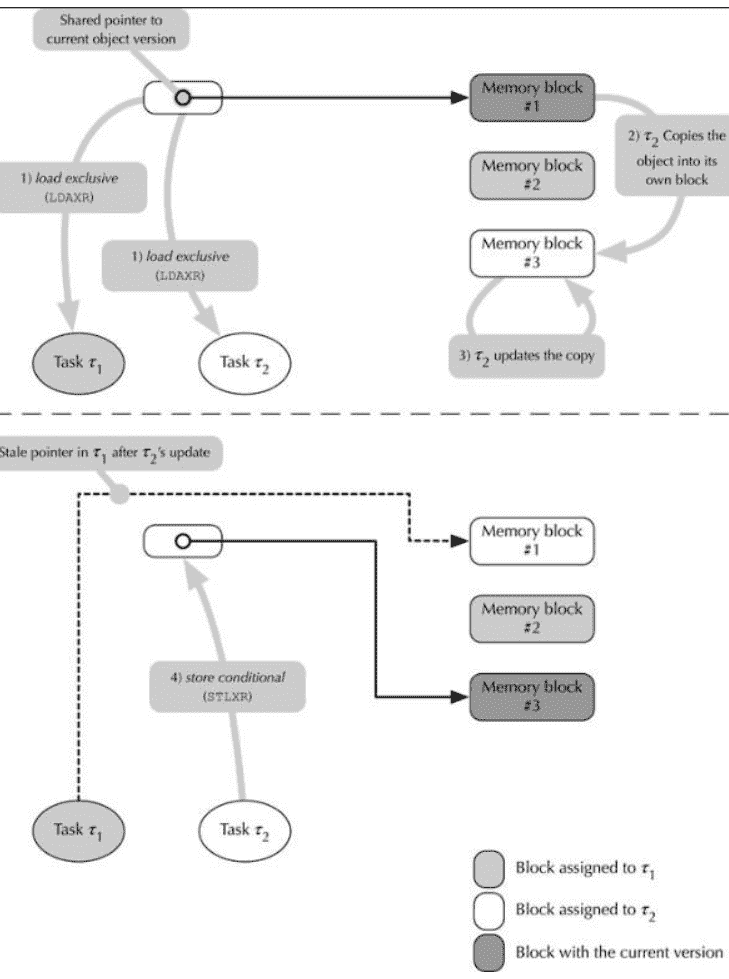 Shared pointer to
current object version
Memory block
#1
2) τ2 Copies the
object into its
own block
Memory block
#2
1) load exclusive
(LDAXR)
1) load exclusive
(LDAXR)
Memory block
#3
Task τ1
Task τ2
3) τ2 updates the copy
Stale pointer in τ1 after τ2's update
Memory block
#1
Memory block
#2
4) store conditional
(STLXR)
Memory block
#3
Task τ1
Task τ2
Block assigned to τ1
Block assigned to τ2
Block with the current version